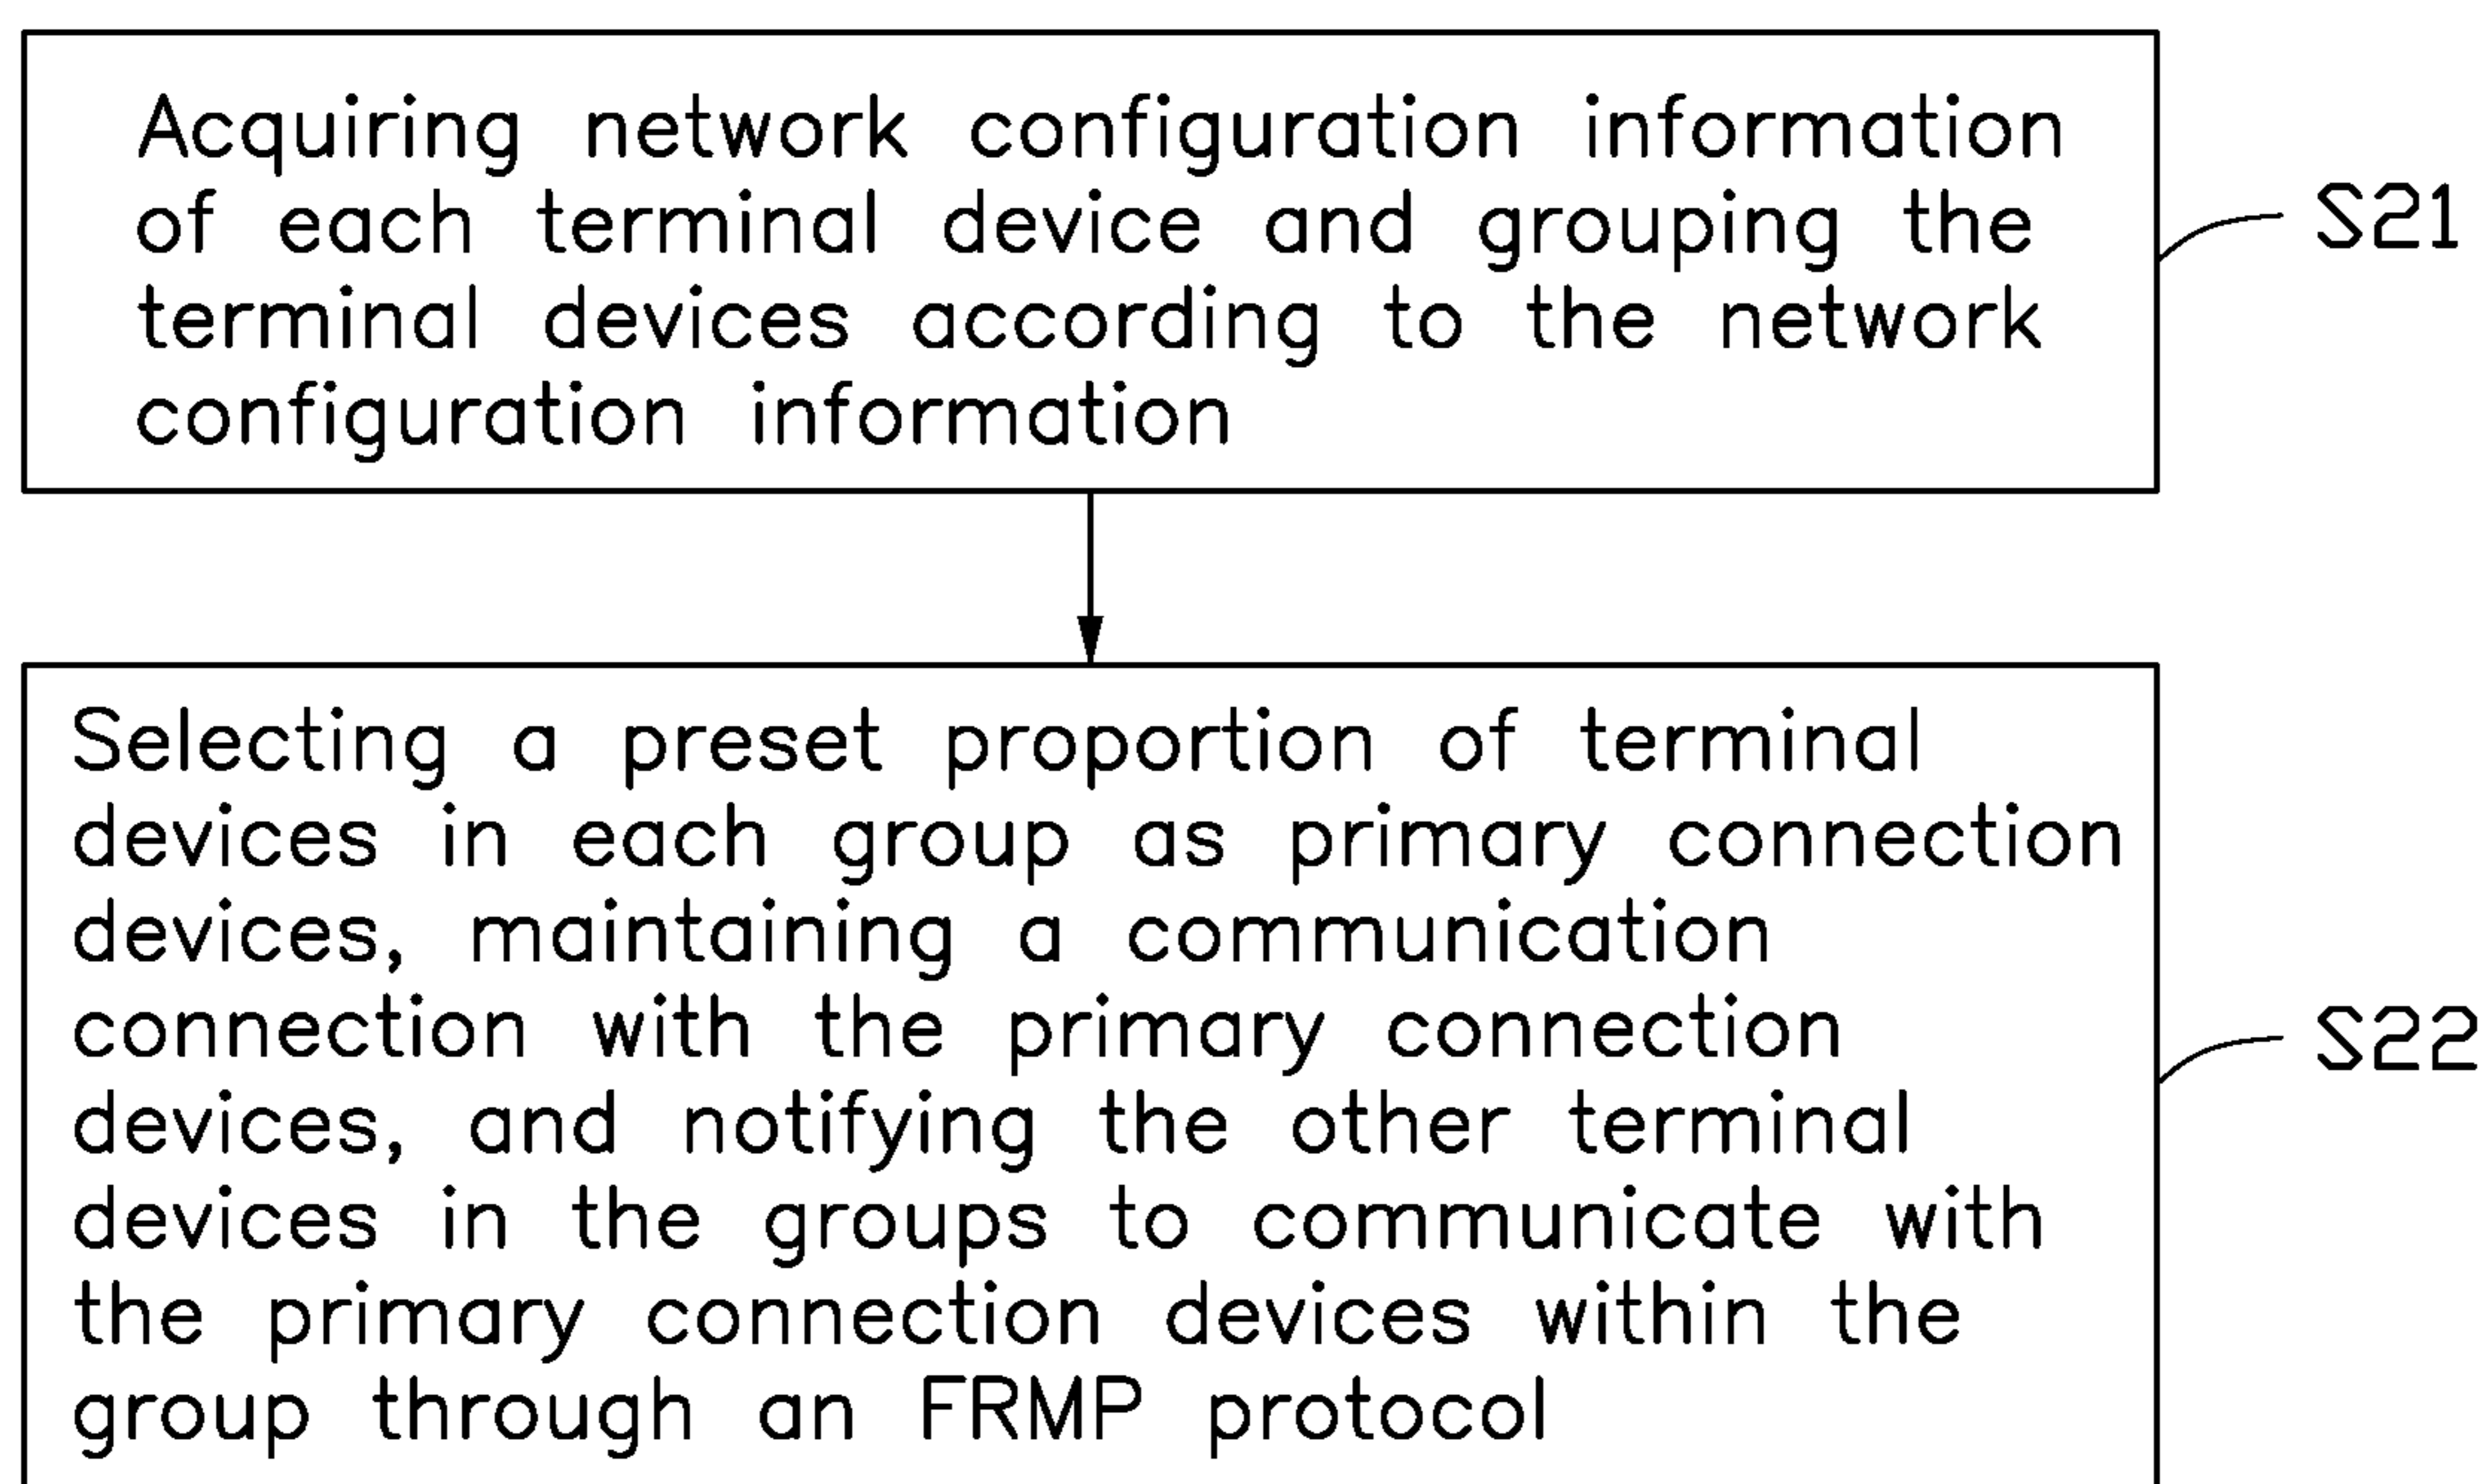 Acquiring network configuration information
of each terminal device and grouping the
terminal devices according to the network
configuration information
S21
Selecting a preset proportion of terminal
devices in each group as primary connection
devices, maintaining a communication
connection with the primary connection
devices, and notifying the other terminal
devices in the groups to communicate with
the primary connection devices within the
group through an FRMP protocol
S22